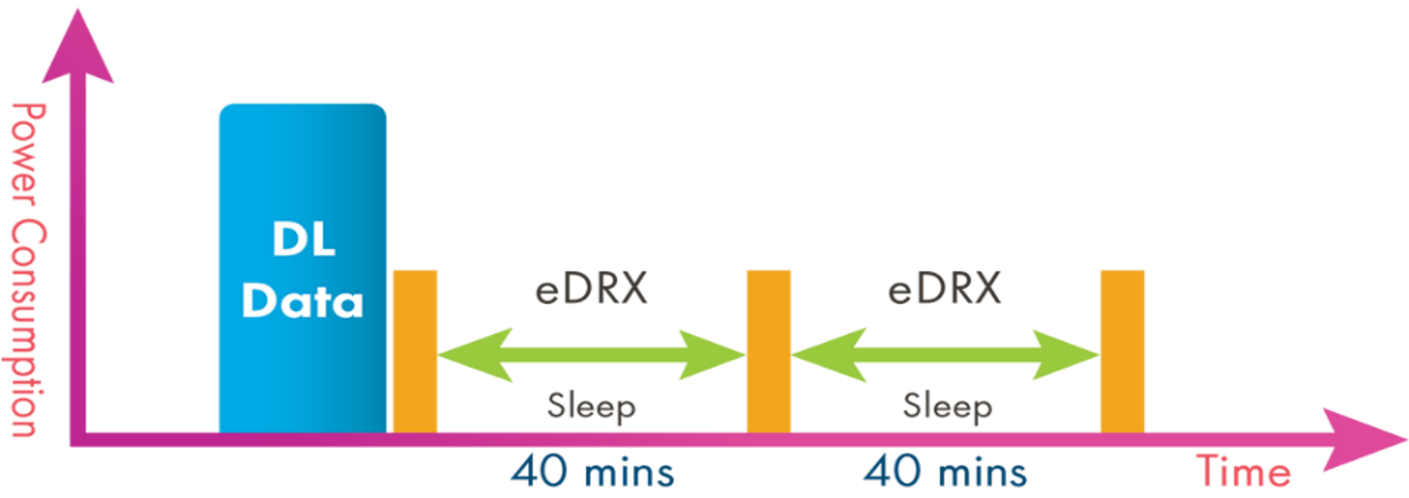 Power Consumption
DL
Data
eDRX
Sleep
40 mins
eDRX
Sleep
40 mins
Time